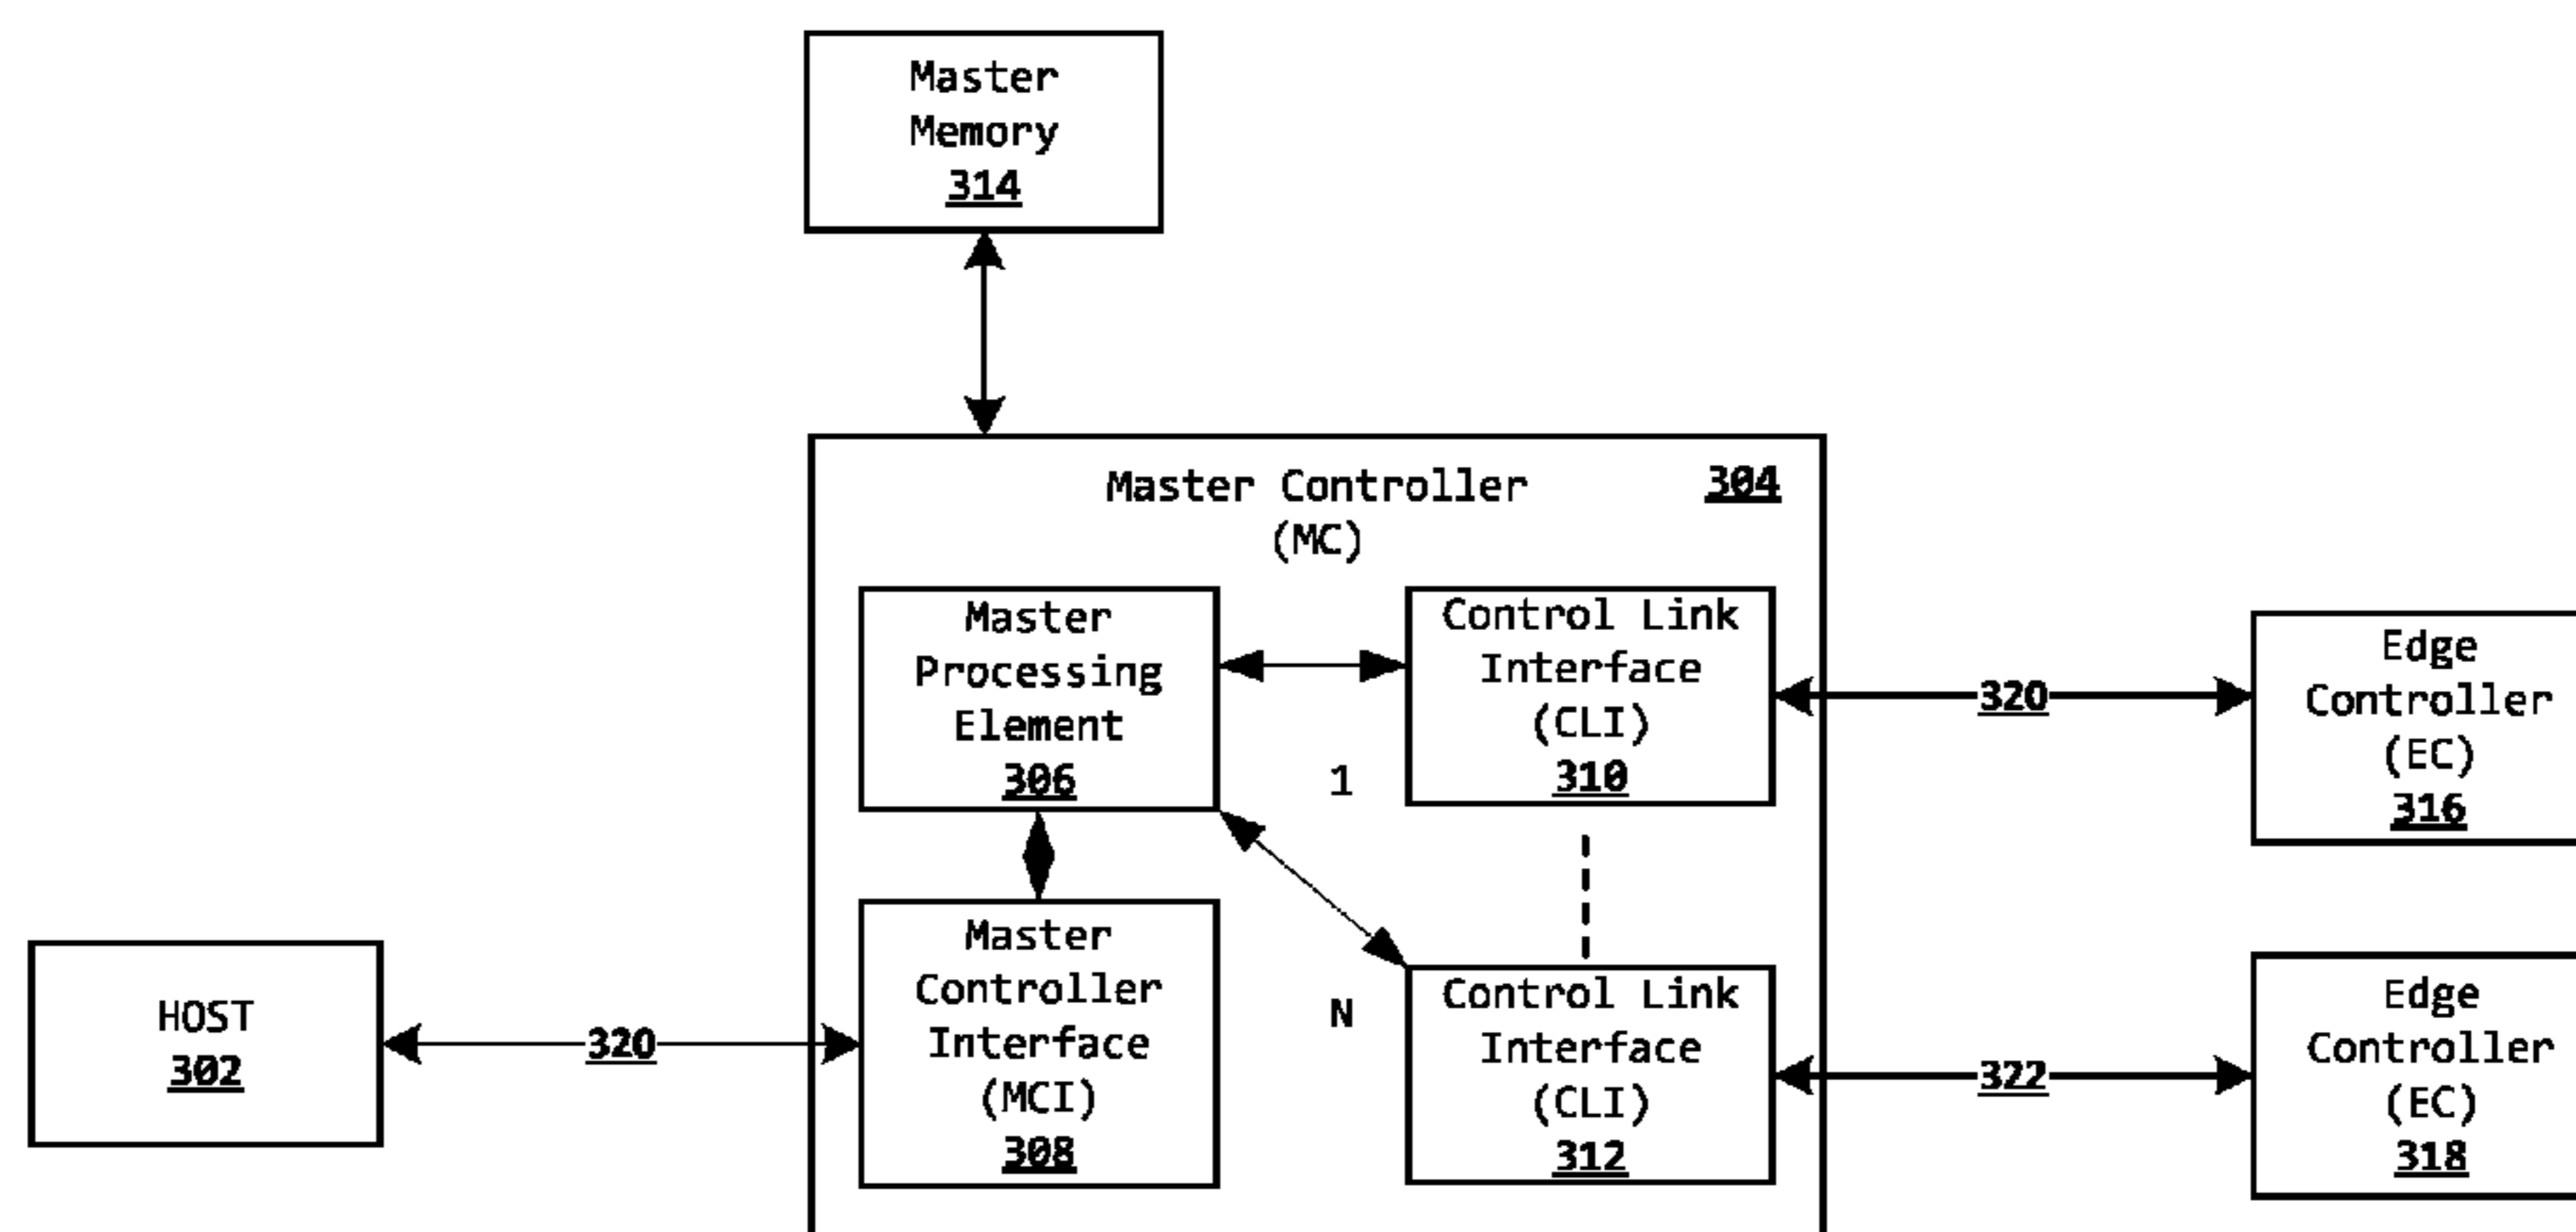 Master
Memory
314
Master Controller
304
(MC)
Master
Processing
Element
306
1
Control Link
Interface
(CLI)
310
320
Edge
Controller
(EC)
316
HOST
302
320
Master
Controller
Interface
(MCI)
308
N
Control Link
Interface
(CLI)
312
322
Edge
Controller
(EC)
318